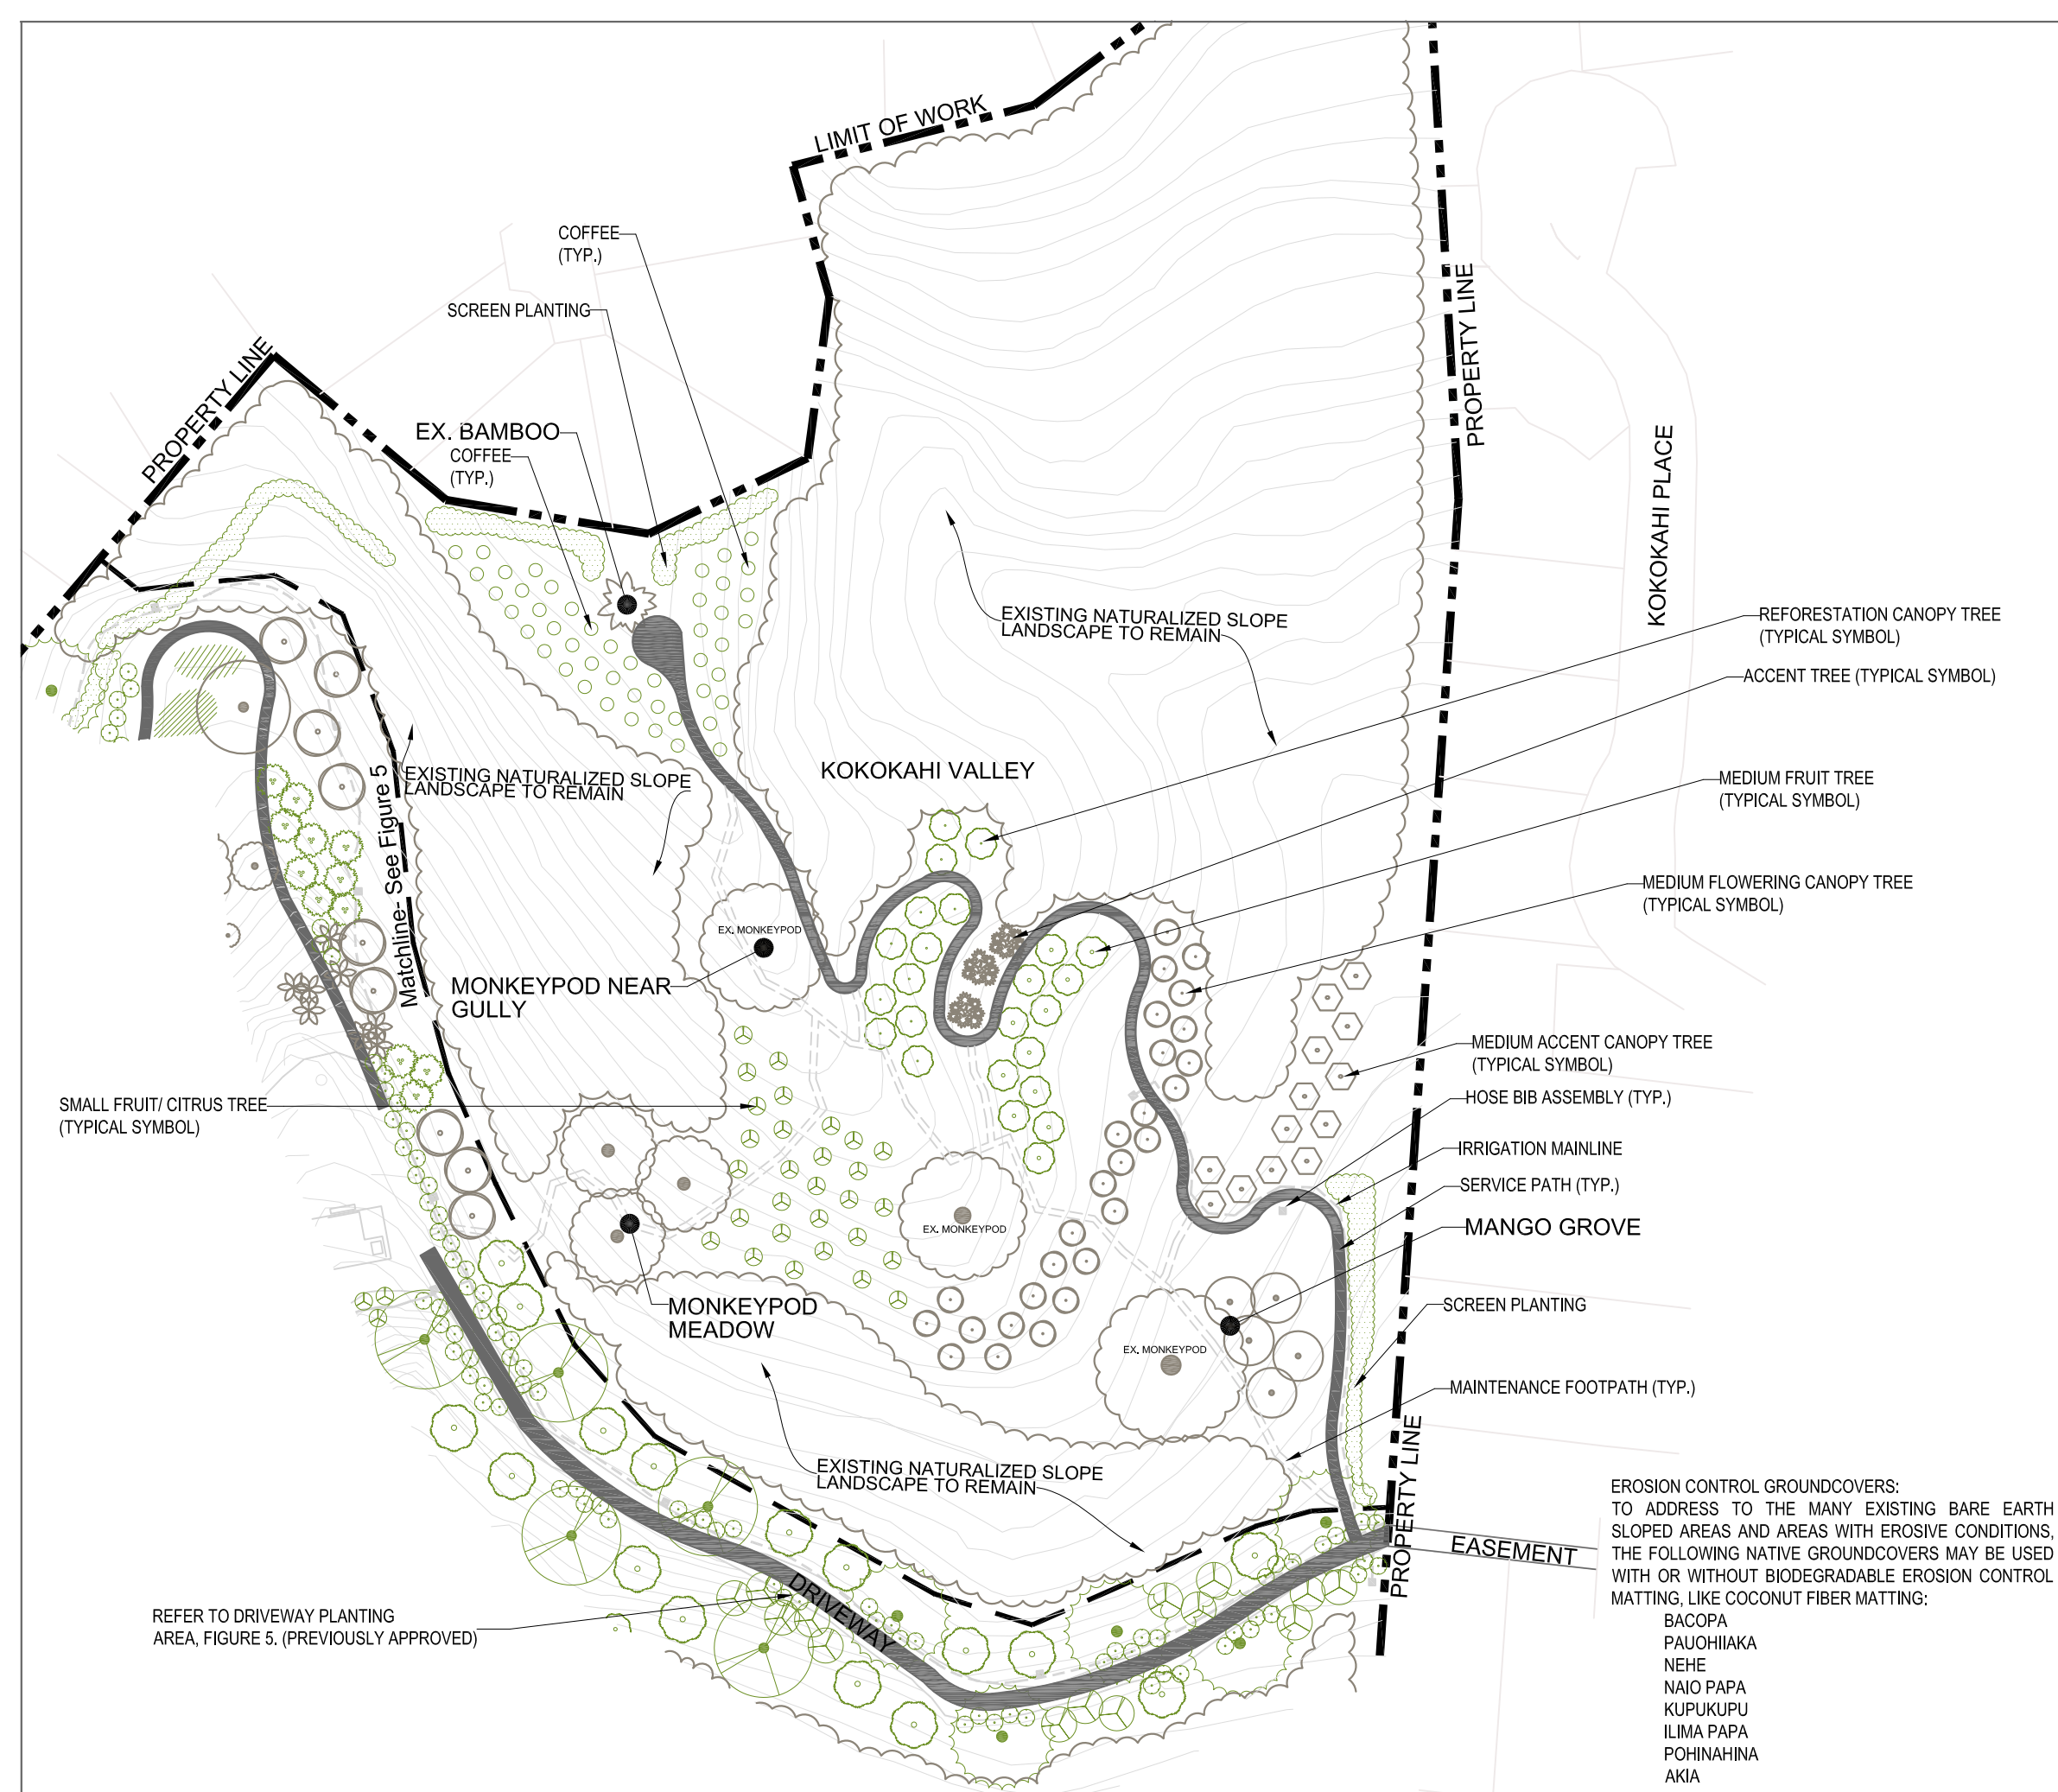 LIMIT OF WORK
COFFEE
(TYP.)
SCREEN PLANTING
PROPERTY LINE
PROPERTY LINE
EX. BAMBOO
COFFEE
(TYP.)
KOKOKAHI PLACE
EXISTING NATURALIZED SLOPE
LANDSCAPE TO REMAIN
REFORESTATION CANOPY TREE
(TYPICAL SYMBOL)
ACCENT TREE (TYPICAL SYMBOL)
KOKOKAHI VALLEY
EXISTING NATURALIZED SLOPE
LANDSCAPE TO REMAIN
Matchline- See Figure 5
MEDIUM FRUIT TREE
(TYPICAL SYMBOL)
MEDIUM FLOWERING CANOPY TREE
(TYPICAL SYMBOL)
EX. MONKEYPOD
MONKEYPOD NEAR
GULLY
MEDIUM ACCENT CANOPY TREE
(TYPICAL SYMBOL)
HOSE BIB ASSEMBLY (TYP.)
SMALL FRUIT/ CITRUS TREE
(TYPICAL SYMBOL)
IRRIGATION MAINLINE
SERVICE PATH (TYP.)
EX. MONKEYPOD
MANGO GROVE
MONKEYPOD
MEADOW
SCREEN PLANTING
EX. MONKEYPOD
MAINTENANCE FOOTPATH (TYP.)
PROPERTY LINE
EXISTING NATURALIZED SLOPE
LANDSCAPE TO REMAIN
EASEMENT
DRIVEWAY
REFER TO DRIVEWAY PLANTING
AREA, FIGURE 5. (PREVIOUSLY APPROVED)
EROSION CONTROL GROUNDCOVERS:
TO ADDRESS TO THE MANY EXISTING BARE EARTH
SLOPED AREAS AND AREAS WITH EROSIVE CONDITIONS,
THE FOLLOWING NATIVE GROUNDCOVERS MAY BE USED
WITH OR WITHOUT BIODEGRADABLE EROSION CONTROL
MATTING, LIKE COCONUT FIBER MATTING:
BACOPA
PAUOHIIAKA
NEHE
NAIO PAPA
KUPUKUPU
ILIMA PAPA
POHINAHINA
AKIA